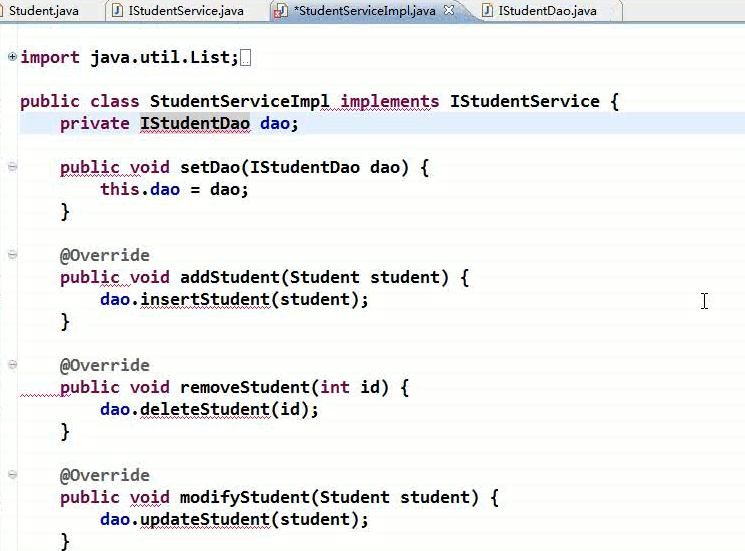 Student.java IStudentService.java *StudentServiceImpl.java IStudentDao.java
import java.util.List;
public class StudentServiceImpl implements IStudentService {
private IStudentDao dao;
public void setDao(IStudentDao dao) {
this.dao = dao;
}
@Override
public void addStudent(Student student) {
dao.insertStudent(student);
}
@Override
public void removeStudent(int id) {
dao.deleteStudent(id);
}
@Override
public void modifyStudent(Student student) {
dao.updateStudent(student);
}